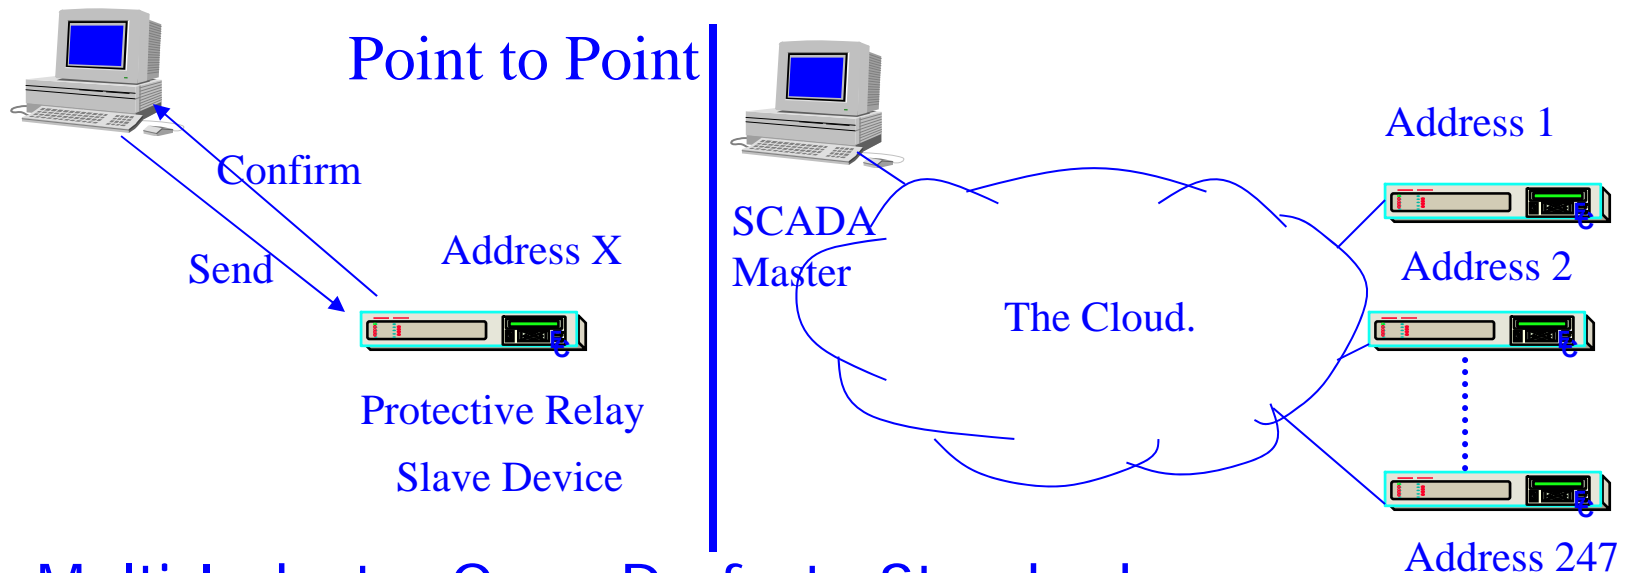 Point to Point
Confirm
Send
Address X
Protective Relay
Slave Device
SCADA
Master
The Cloud.
Address 1
Address 2
Address 247